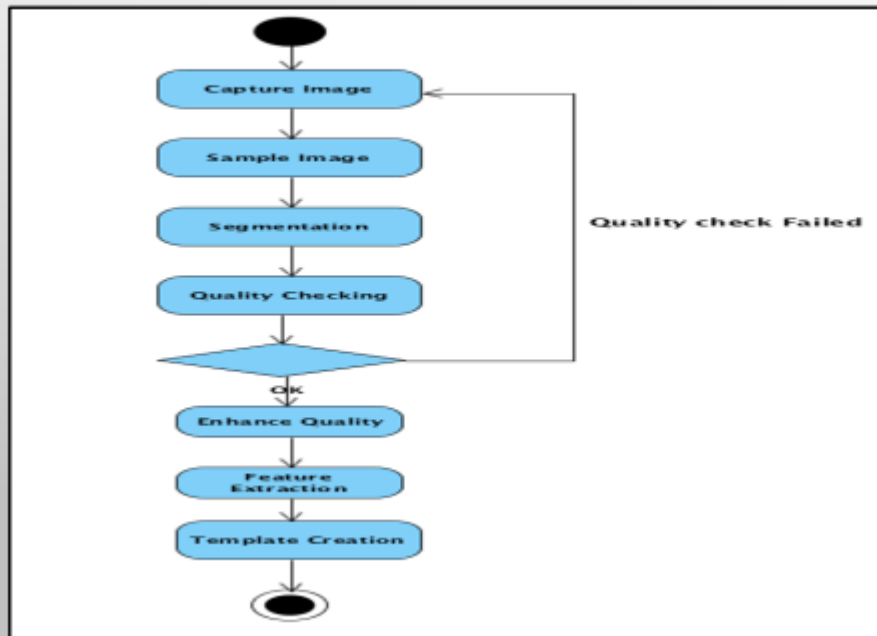 Capture Image
Sample Image
Segmentation
Quality check Failed
Quality Checking
OK
Enhance Quality
Feature
Extraction
Template Creation